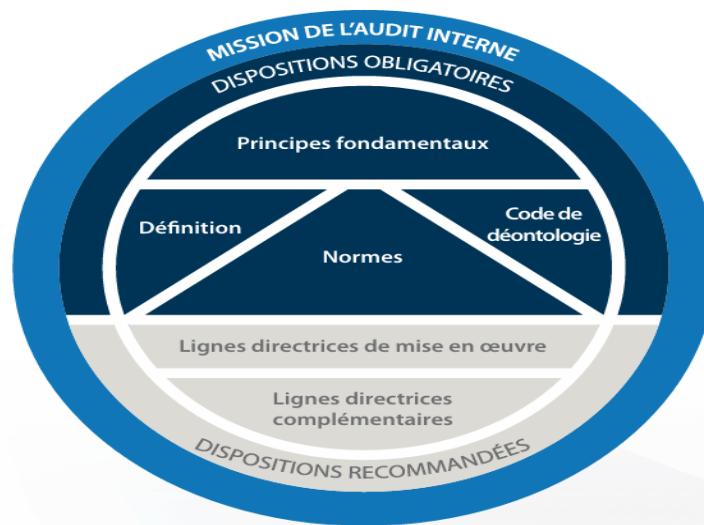 MISSION DE L'AUDIT INTERNE
DISPOSITIONS OBLIGATOIRES
Principes fondamentaux
Définition
Code de
déontologie
Normes
Lignes directrices de mise en œuvre
Lignes directrices
complémentaires
DISPOSITIONS RECOMMANDÉES